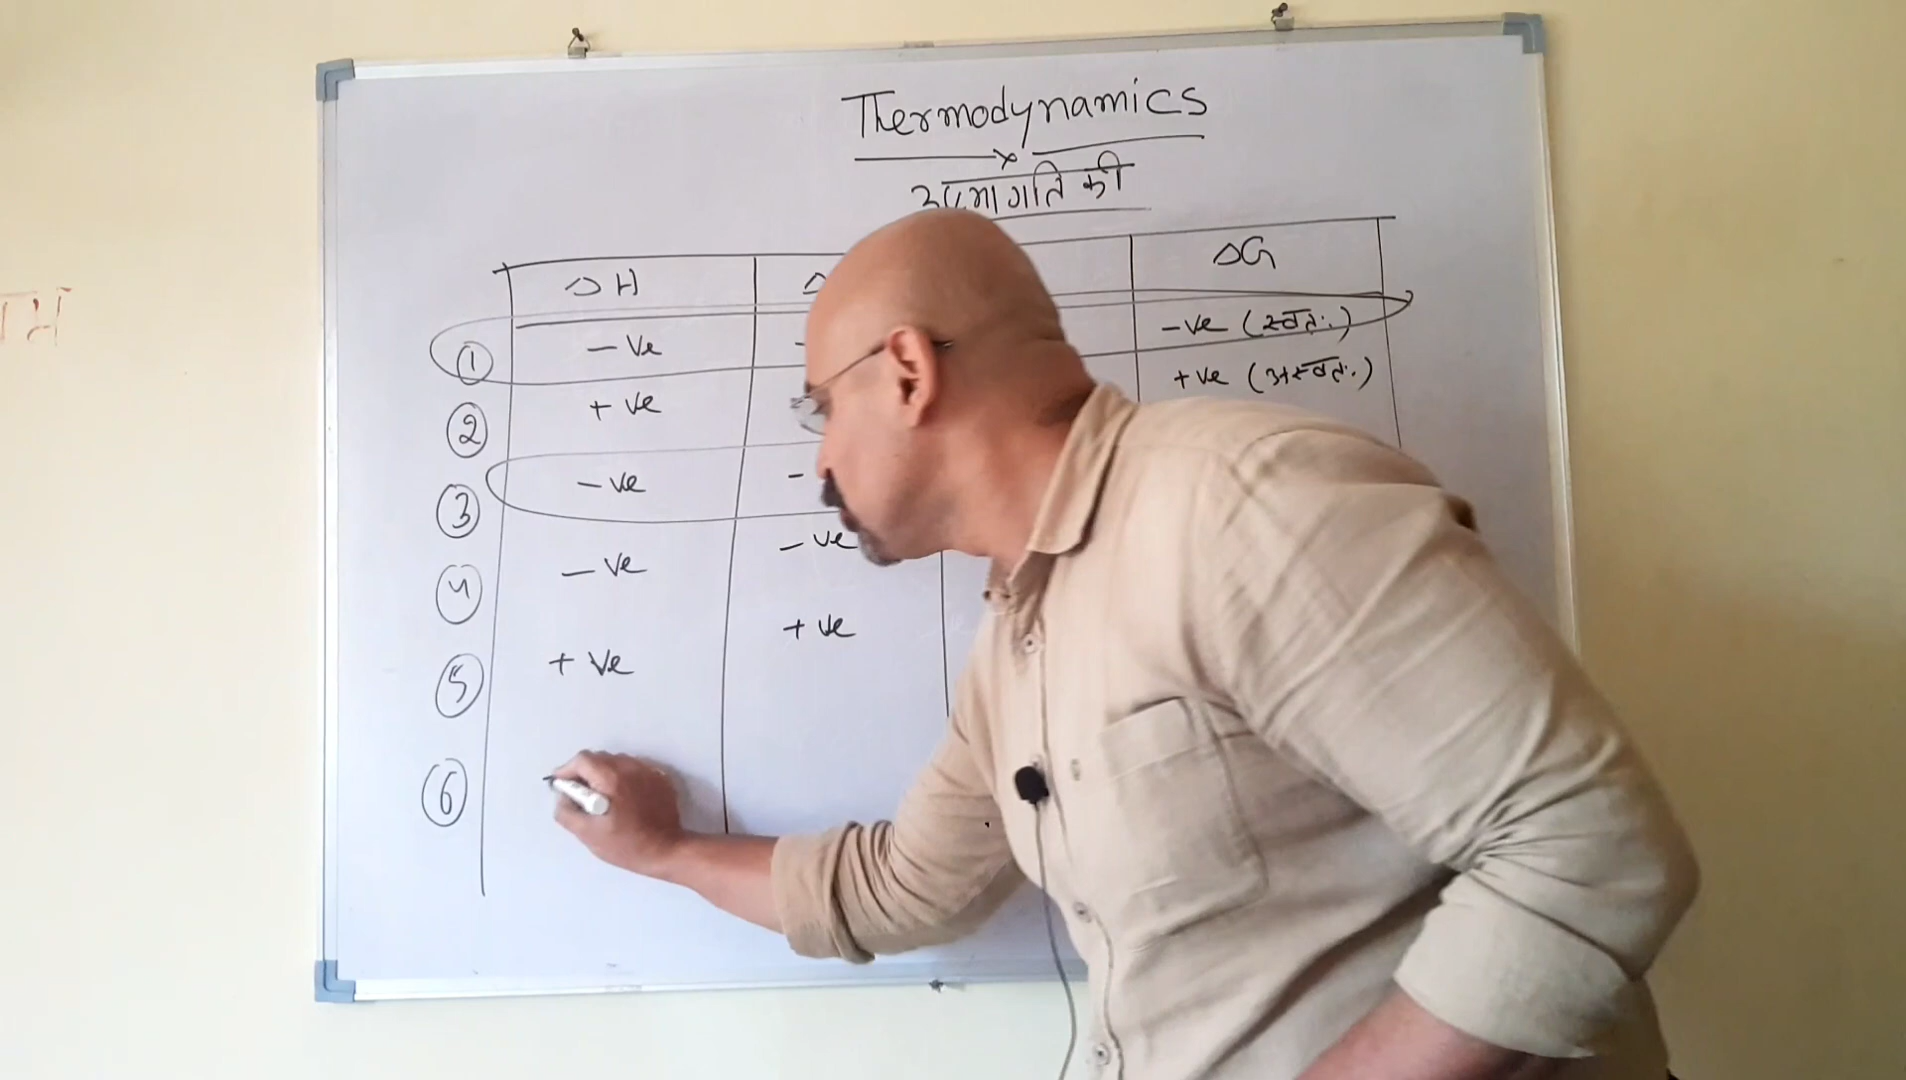 Thermodynamics
उष्मागतिकी
ΔH ΔG
① -ve -ve (स्वतः)
② +ve +ve (अस्वतः)
③ -ve -
④ -ve -ve
⑤ +ve +ve
⑥